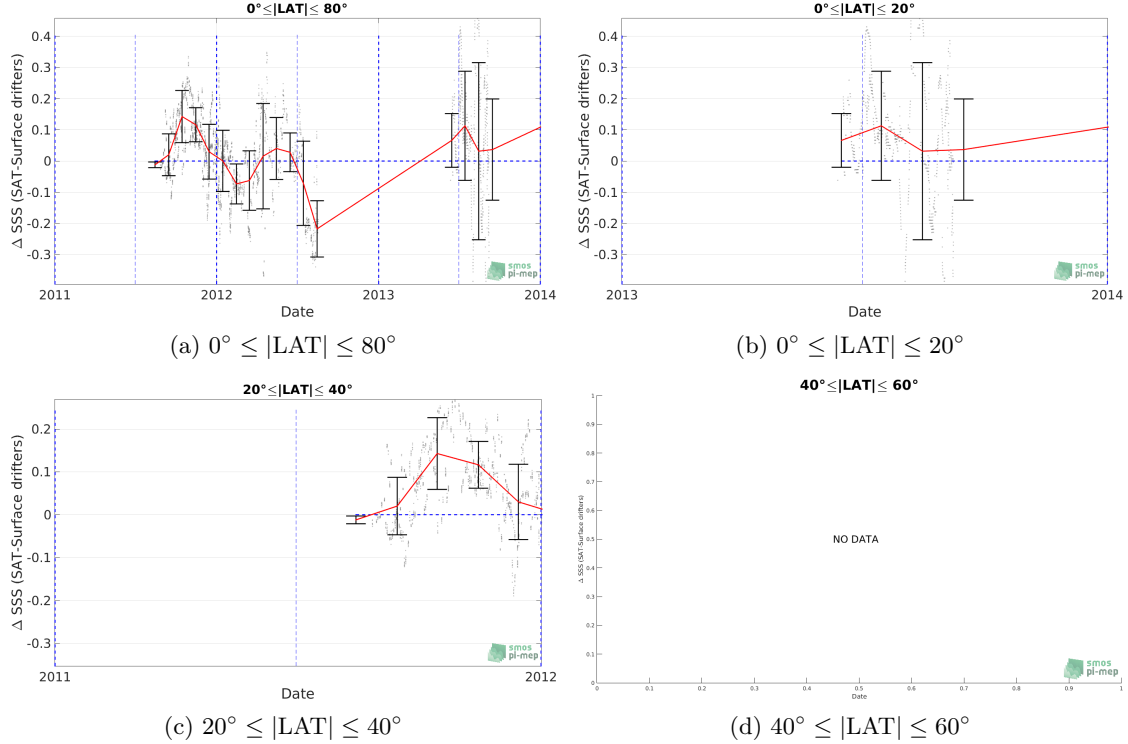 0°≤|LAT|≤ 80°
0.4
0.3
0.2
0.1
0
-0.1
-0.2
-0.3
Δ SSS (SAT-Surface drifters)
2011
2012
2013
2014
Date
smos
pi-mep
(a) 0° ≤ |LAT| ≤ 80°
0°≤|LAT|≤ 20°
0.4
0.3
0.2
0.1
0
-0.1
-0.2
-0.3
Δ SSS (SAT-Surface drifters)
2013
2014
Date
smos
pi-mep
(b) 0° ≤ |LAT| ≤ 20°
20°≤|LAT|≤ 40°
0.2
0.1
0
-0.1
-0.2
-0.3
Δ SSS (SAT-Surface drifters)
2011
2012
Date
smos
pi-mep
(c) 20° ≤ |LAT| ≤ 40°
40°≤|LAT|≤ 60°
1
0.9
0.8
0.7
0.6
0.5
0.4
0.3
0.2
0.1
0
Δ SSS (SAT-Surface drifters)
NO DATA
0
0.1
0.2
0.3
0.4
0.5
0.6
0.7
0.8
0.9
1
Date
smos
pi-mep
(d) 40° ≤ |LAT| ≤ 60°